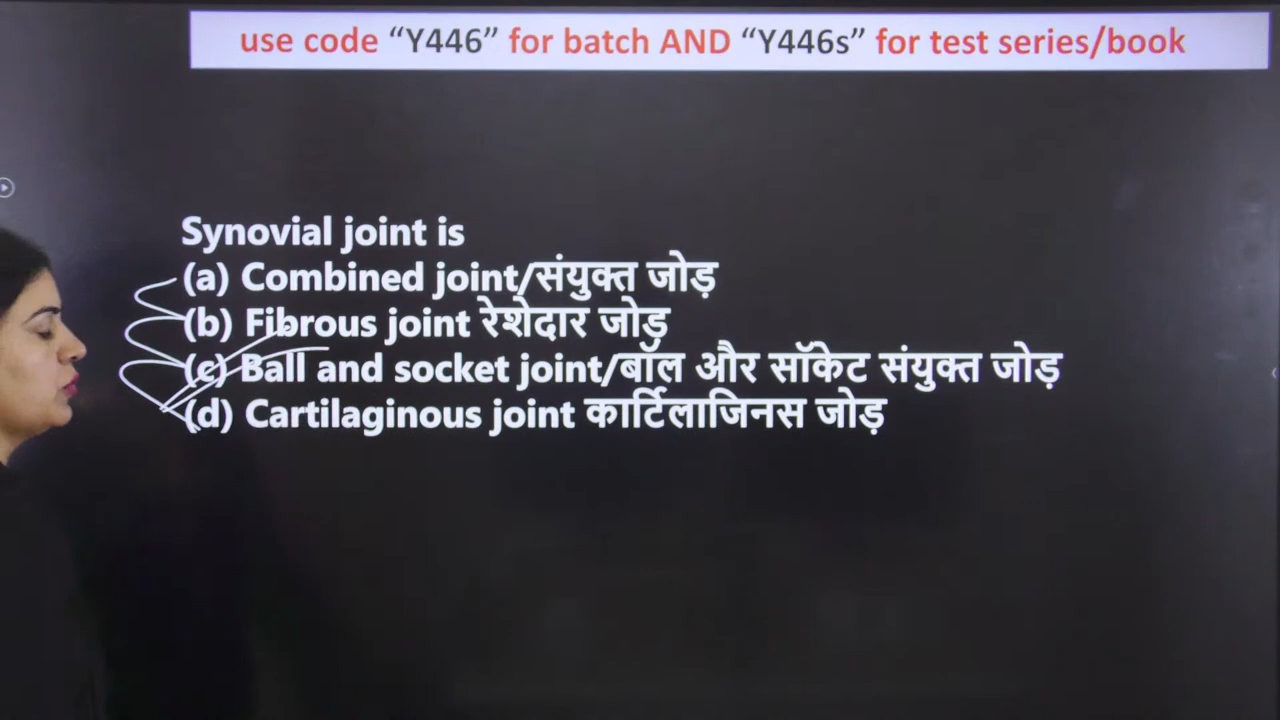 use code “Y446” for batch AND “Y446s” for test series/book
Synovial joint is
(a) Combined joint/संयुक्त जोड़
(b) Fibrous joint रेशेदार जोड़
(c) Ball and socket joint/बॉल और सॉकेट संयुक्त जोड़
(d) Cartilaginous joint कार्टिलाजिनस जोड़